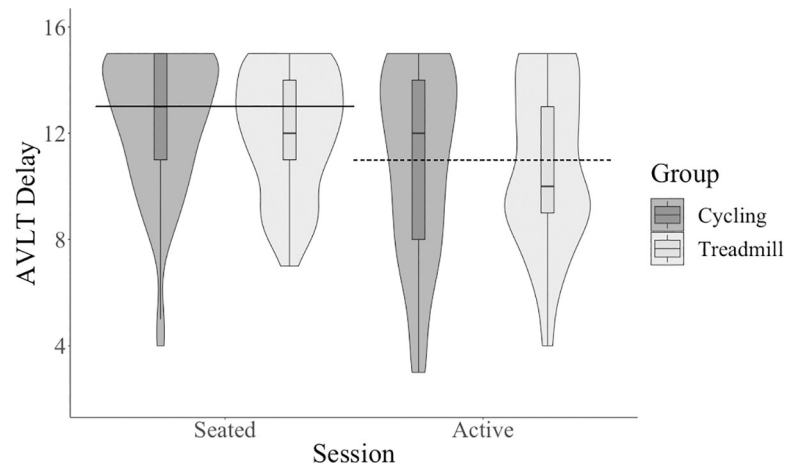 16
12
8
4
AVLT Delay
Seated
Active
Session
Group
Cycling
Treadmill